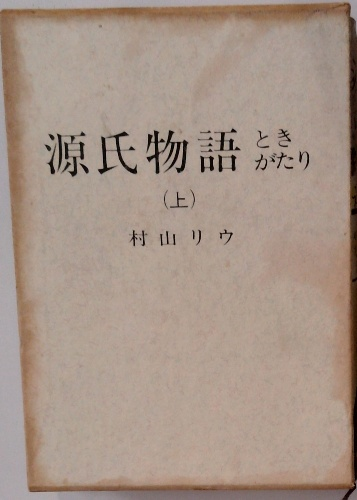 源氏物語 とき
がたり
(上)
村山リウ